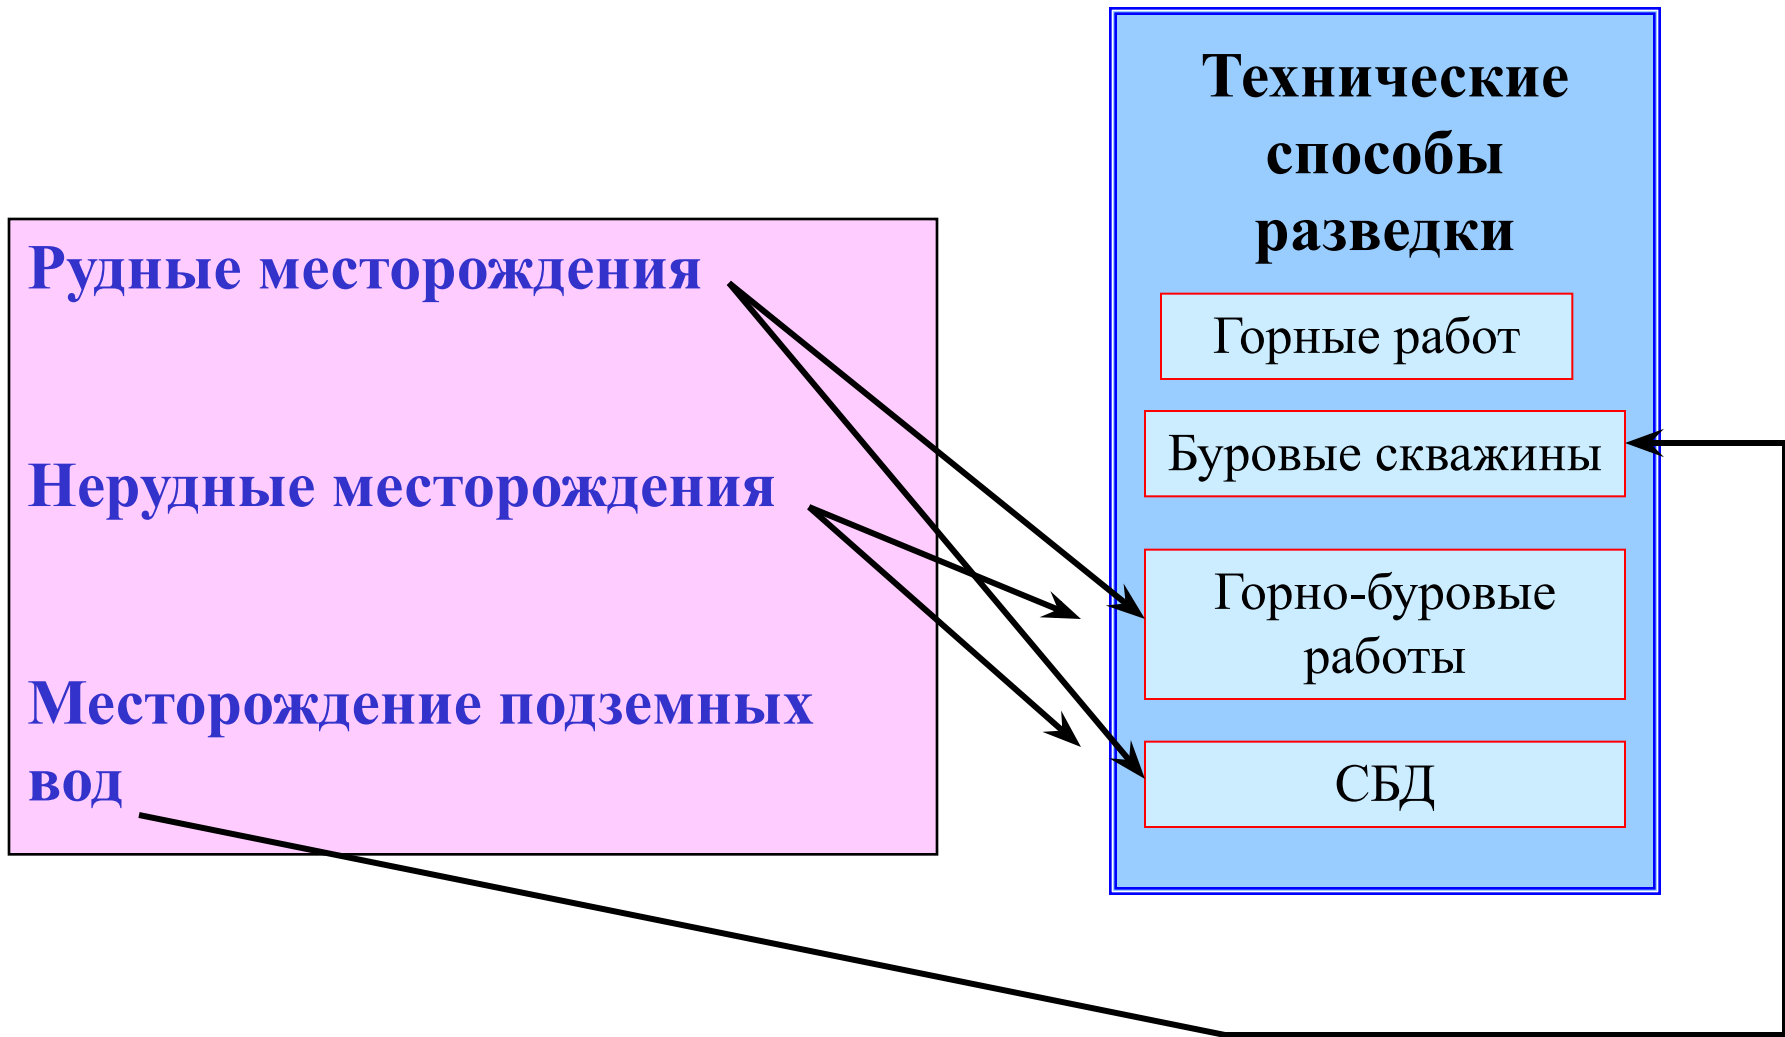 Рудные месторождения
Нерудные месторождения
Месторождение подземных
вод
Технические
способы
разведки
Горные работ
Буровые скважины
Горно-буровые
работы
СБД